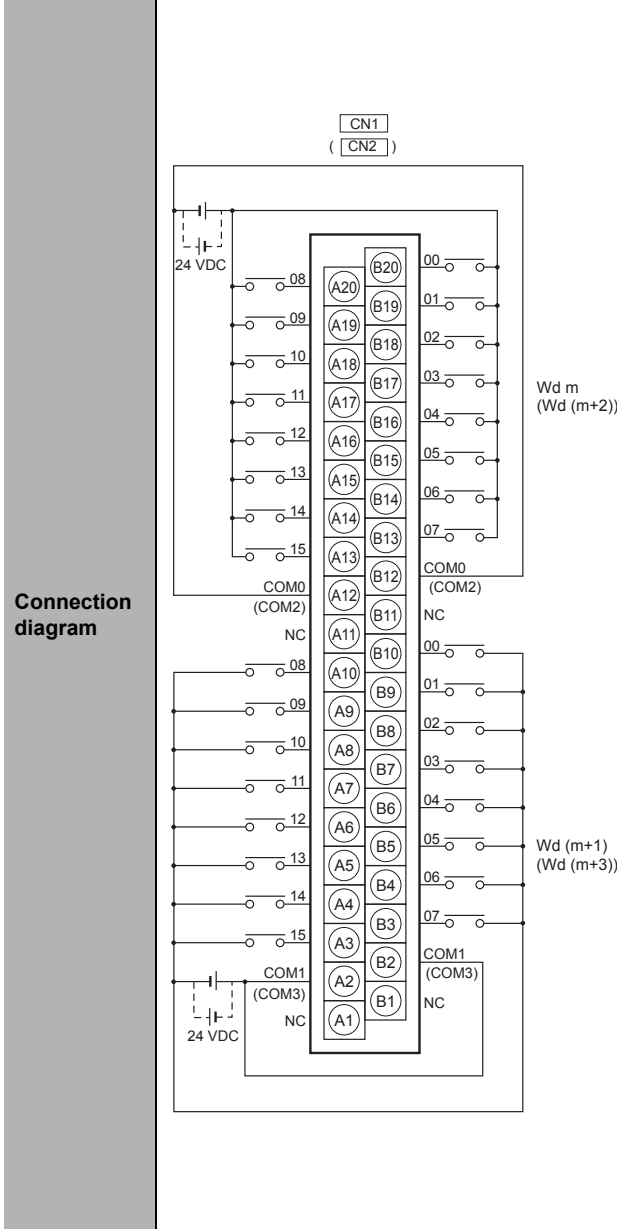 Connection
diagram
CN1
( CN2 )
24 VDC
08
09
10
11
12
13
14
15
COM0
(COM2)
NC
08
09
10
11
12
13
14
15
COM1
(COM3)
NC
24 VDC
A20
A19
A18
A17
A16
A15
A14
A13
A12
A11
A10
A9
A8
A7
A6
A5
A4
A3
A2
A1
B20
B19
B18
B17
B16
B15
B14
B13
B12
B11
B10
B9
B8
B7
B6
B5
B4
B3
B2
B1
00
01
02
03
04
05
06
07
COM0
(COM2)
NC
00
01
02
03
04
05
06
07
COM1
(COM3)
NC
Wd m
(Wd (m+2))
Wd (m+1)
(Wd (m+3))